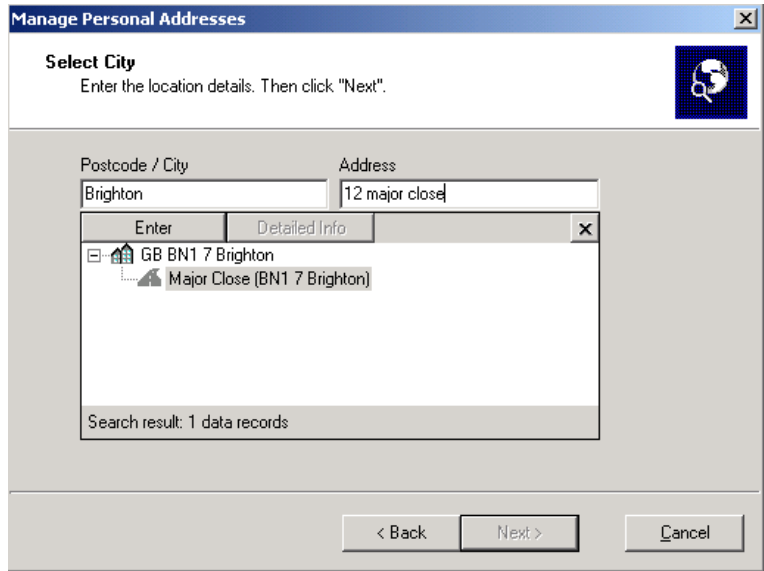 Manage Personal Addresses
Select City
Enter the location details. Then click "Next".
Postcode / City Address
Brighton 12 major close
Enter Detailed Info
GB BN1 7 Brighton
Major Close (BN1 7 Brighton)
Search result: 1 data records
< Back Next > Cancel